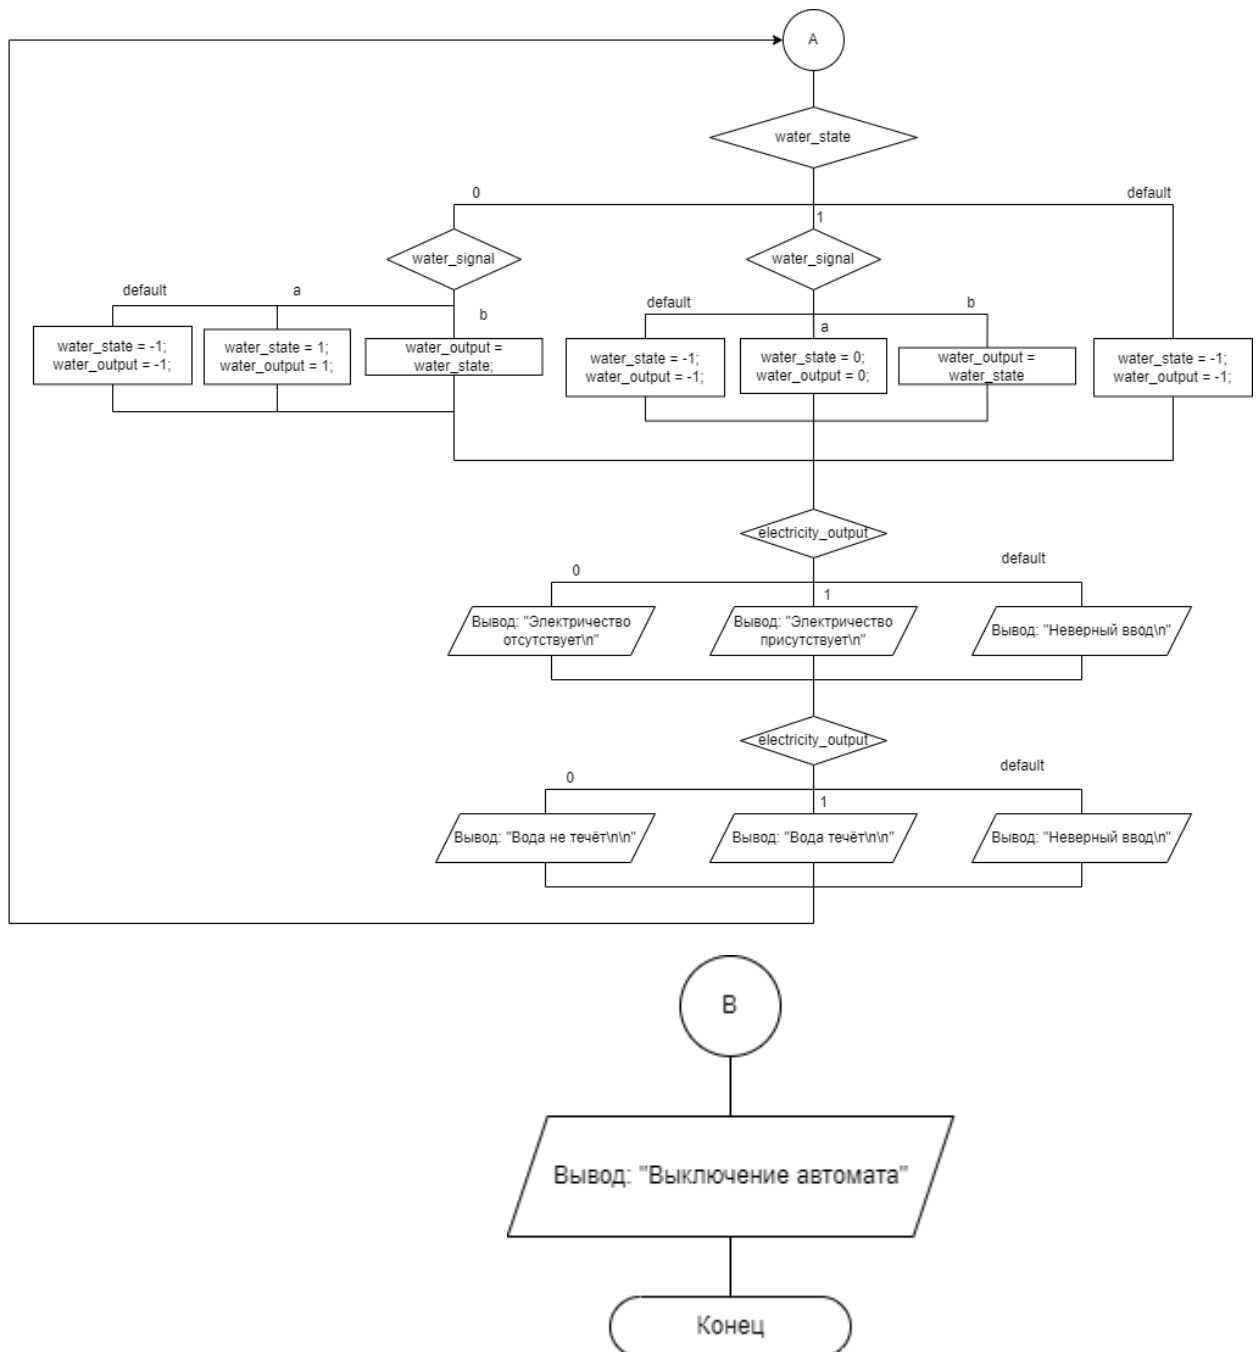 A
water_state
0
default
1
water_signal
water_signal
default
a
b
default
a
b
water_state = -1;
water_output = -1;
water_state = 1;
water_output = 1;
water_output =
water_state;
water_state = -1;
water_output = -1;
water_state = 0;
water_output = 0;
water_output =
water_state
water_state = -1;
water_output = -1;
electricity_output
0
default
1
Вывод: "Электричество
отсутствует\n"
Вывод: "Электричество
присутствует\n"
Вывод: "Неверный ввод\n"
electricity_output
0
default
1
Вывод: "Вода не течёт\n\n"
Вывод: "Вода течёт\n\n"
Вывод: "Неверный ввод\n"
B
Вывод: "Выключение автомата"
Конец